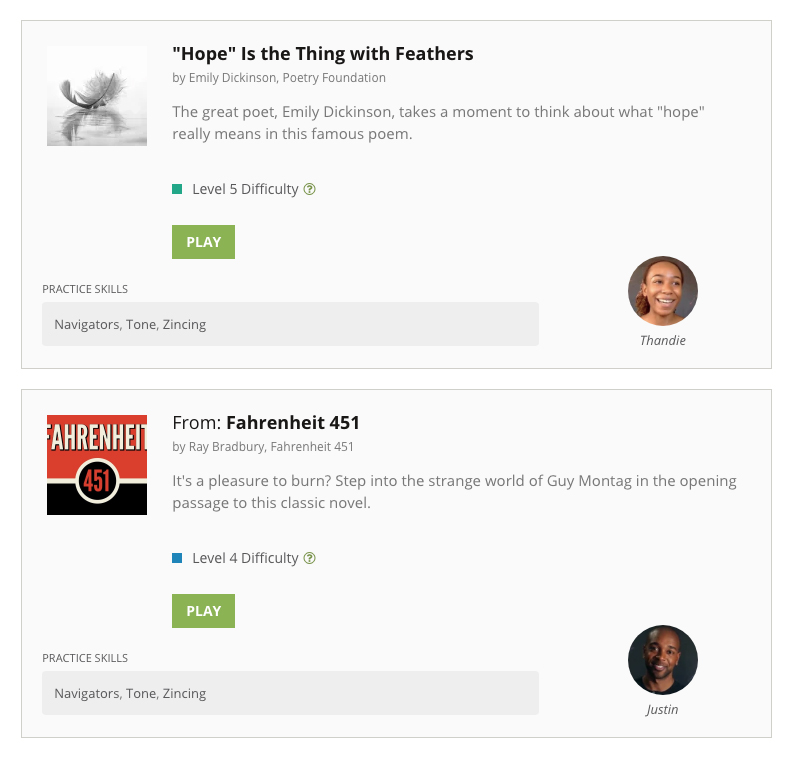 "Hope" Is the Thing with Feathers
by Emily Dickinson, Poetry Foundation
The great poet, Emily Dickinson, takes a moment to think about what "hope"
really means in this famous poem.
Level 5 Difficulty ?
PLAY
PRACTICE SKILLS
Navigators, Tone, Zincing
Thandie
FAHRENHEIT
451
From: Fahrenheit 451
by Ray Bradbury, Fahrenheit 451
It's a pleasure to burn? Step into the strange world of Guy Montag in the opening
passage to this classic novel.
Level 4 Difficulty ?
PLAY
PRACTICE SKILLS
Navigators, Tone, Zincing
Justin